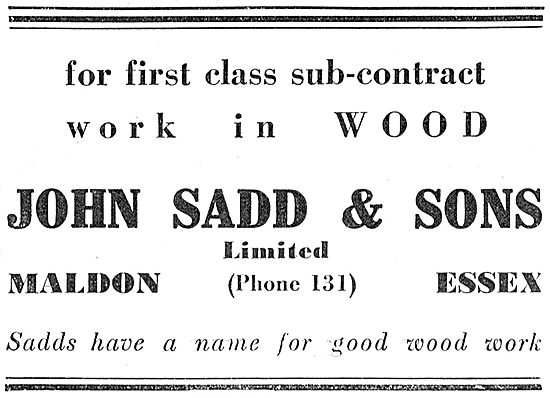 for first class sub-contract
work in WOOD
JOHN SADD & SONS
Limited
MALDON (Phone 131) ESSEX
Sadds have a name for good wood work